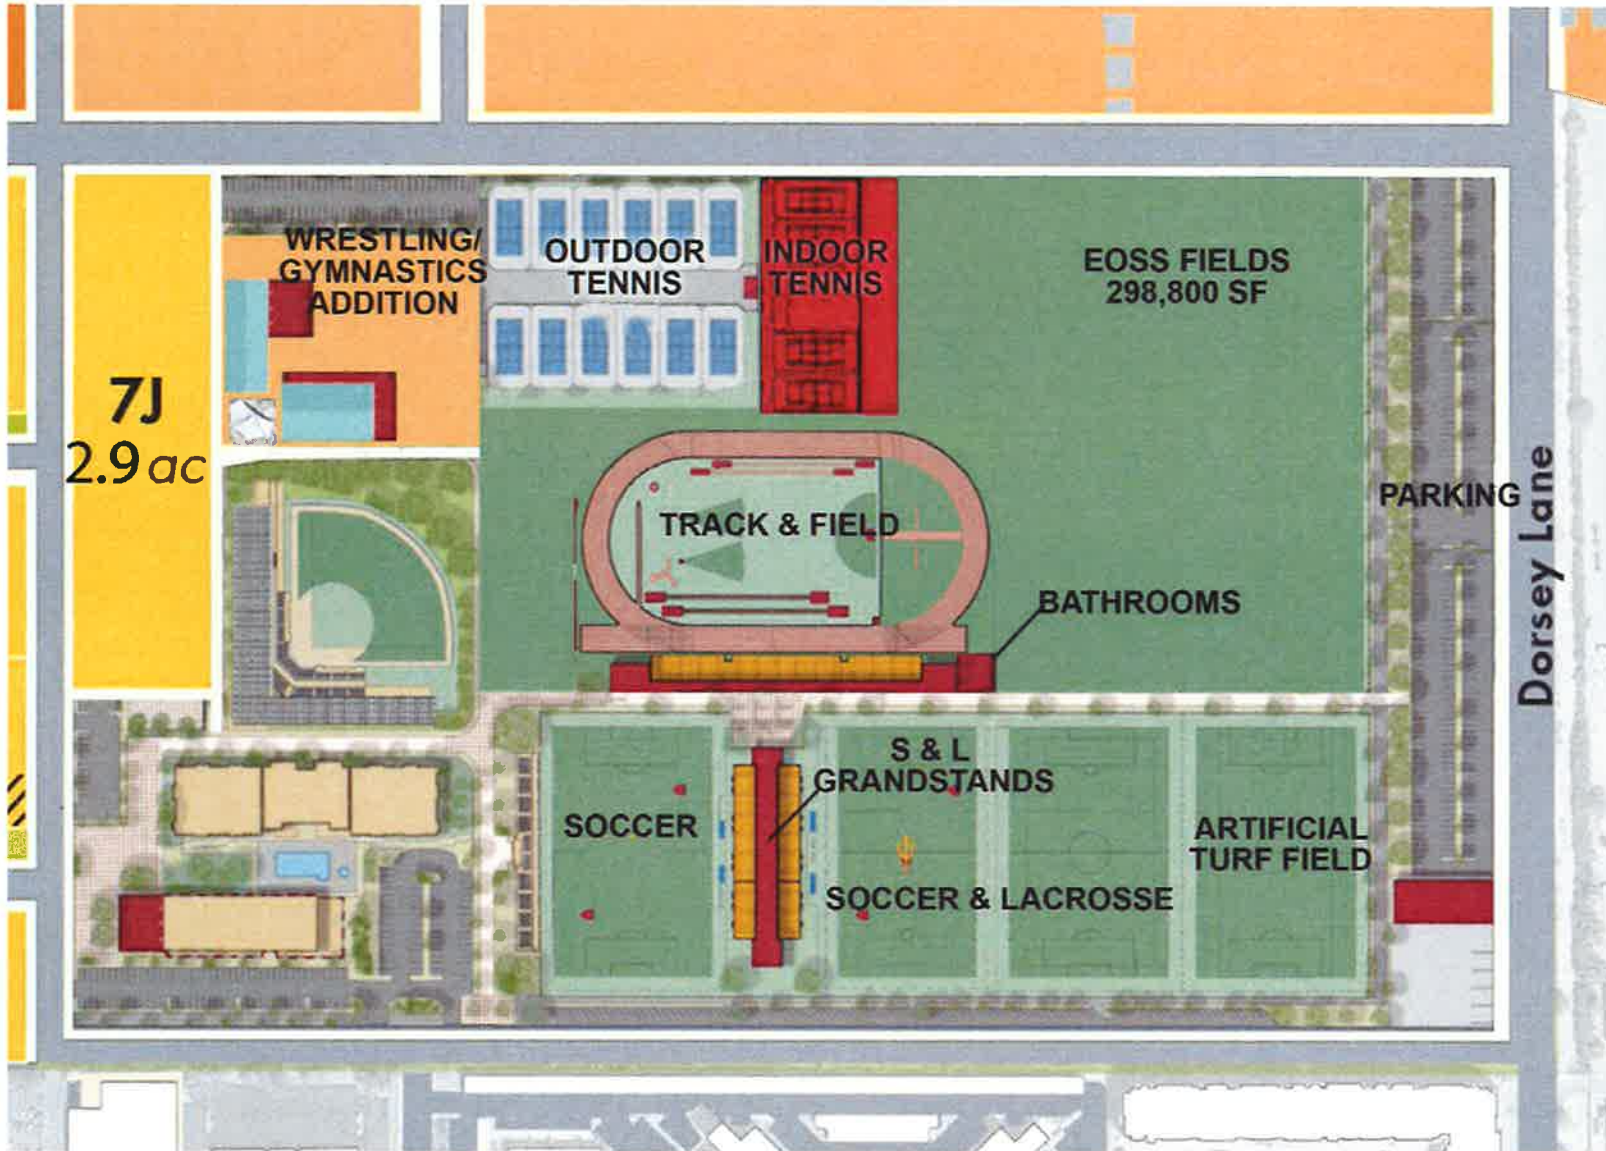 WRESTLING/
GYMNASTICS
ADDITION
OUTDOOR
TENNIS
INDOOR
TENNIS
EOSS FIELDS
298,800 SF
7J
2.9 ac
TRACK & FIELD
PARKING
Dorsey Lane
BATHROOMS
S & L
GRANDSTANDS
SOCCER
ARTIFICIAL
TURF FIELD
SOCCER & LACROSSE